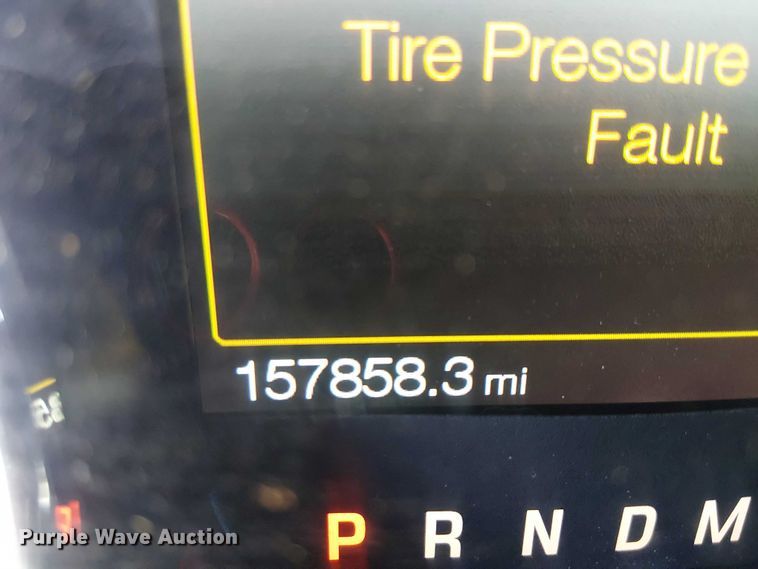 Tire Pressure
Fault
157858.3 mi
P R N D M
Purple Wave Auction